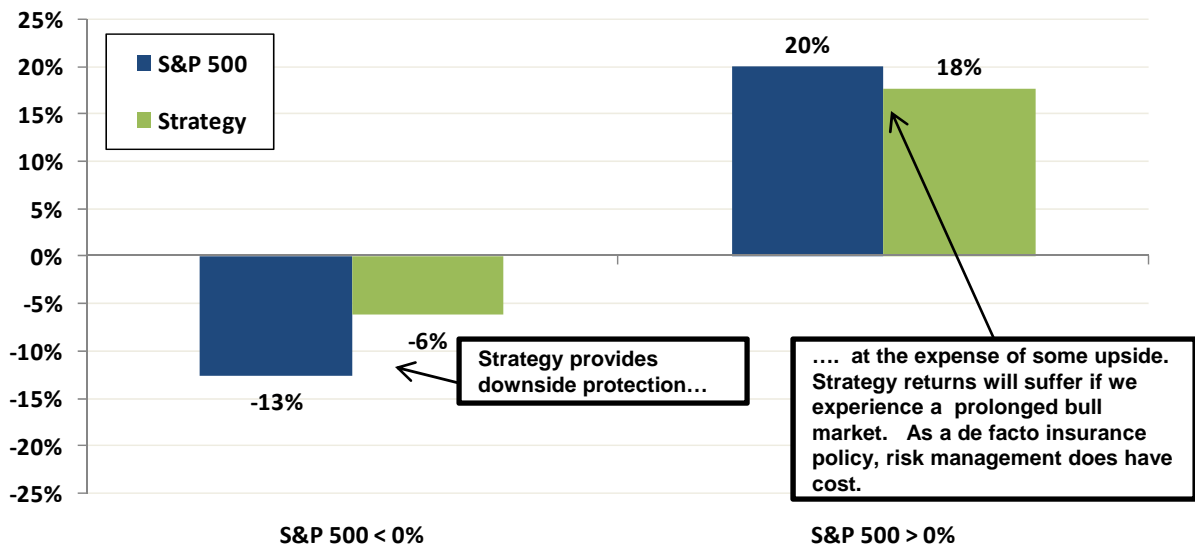 25%
20%
15%
10%
5%
0%
-5%
-10%
-15%
-20%
-25%
S&P 500
Strategy
-13%
-6%
20%
18%
Strategy provides
downside protection…
…. at the expense of some upside.
Strategy returns will suffer if we
experience a prolonged bull
market. As a de facto insurance
policy, risk management does have
cost.
S&P 500 < 0%
S&P 500 > 0%